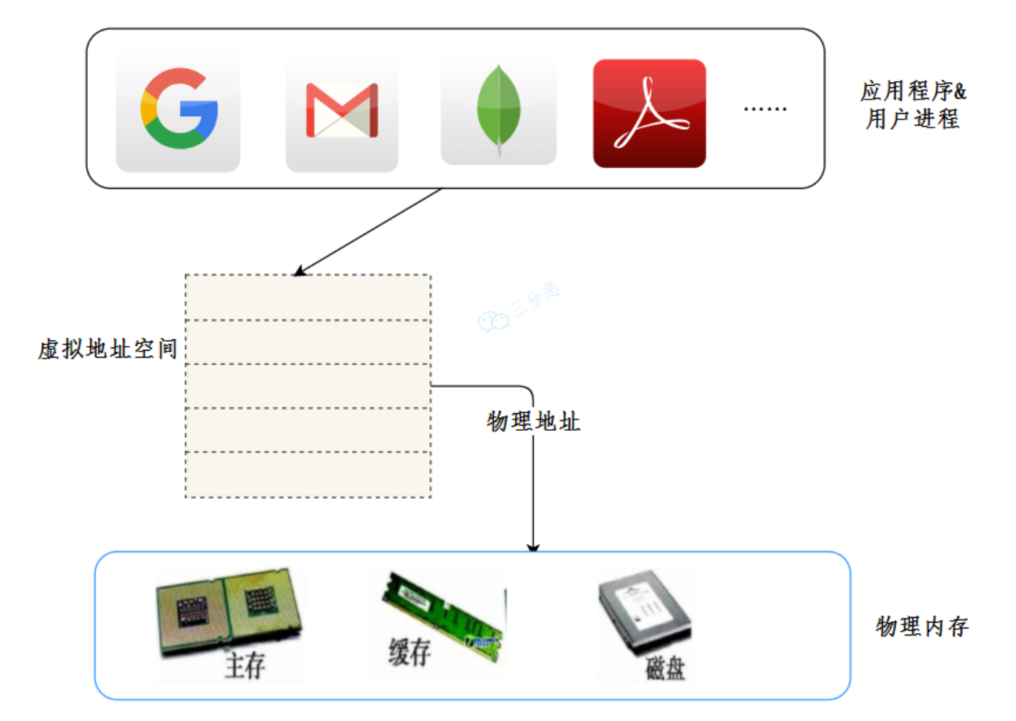 ......
应用程序&
用户进程
三分恶
虚拟地址空间
物理地址
主存
缓存
磁盘
物理内存